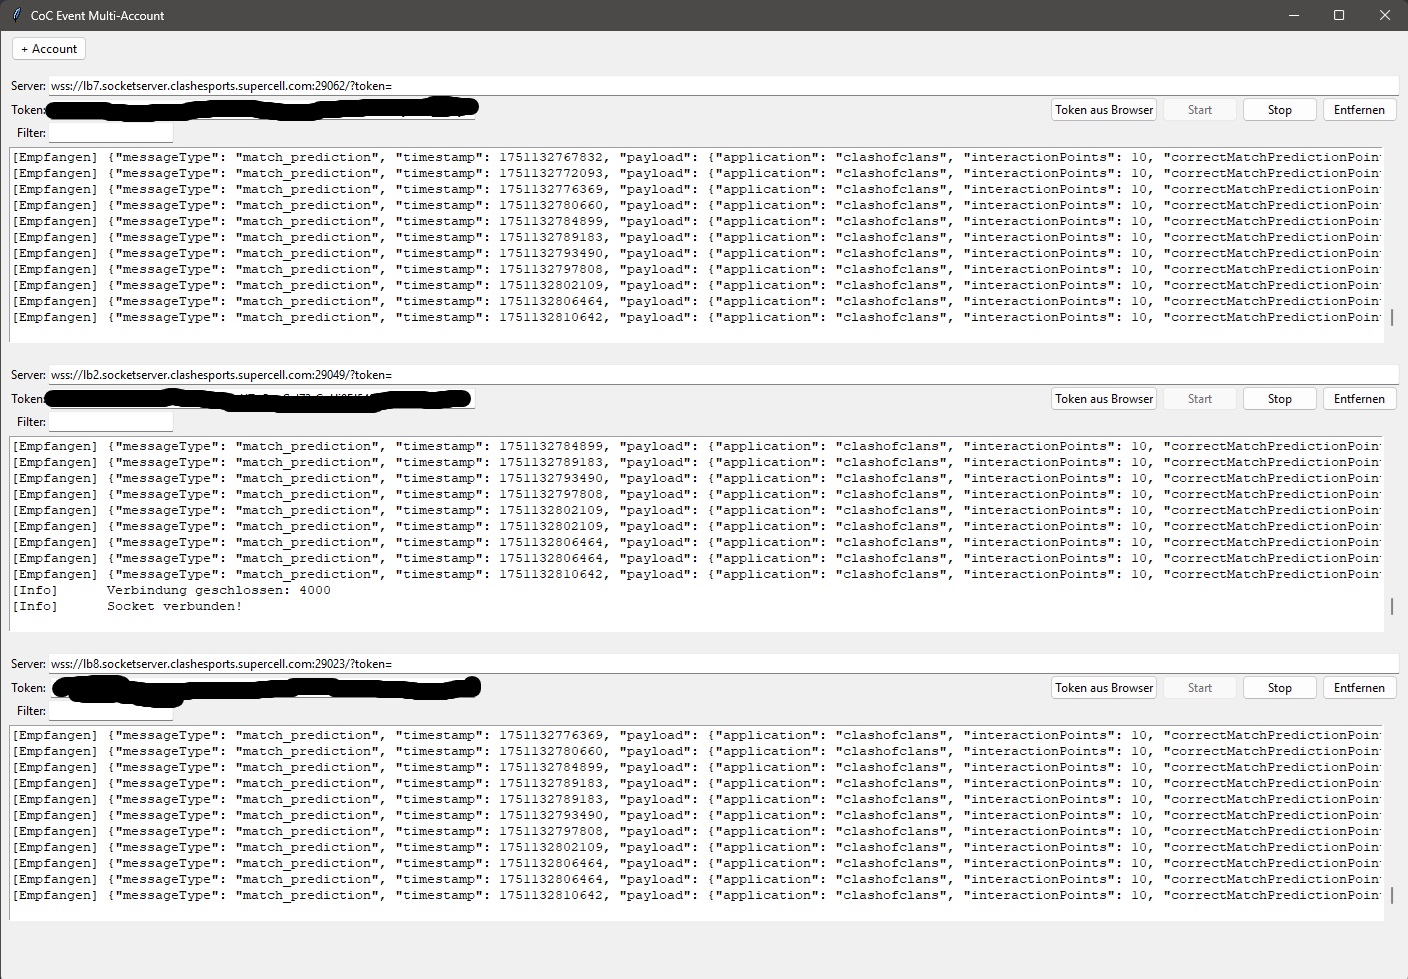 CoC Event Multi-Account
+ Account
Server: wss://lb7.socketserver.clashesports.supercell.com:29062/?token=
Token: Token aus Browser Start Stop Entfernen
Filter:
[Empfangen] {"messageType": "match_prediction", "timestamp": 1751132767832, "payload": {"application": "clashofclans", "interactionPoints": 10, "correctMatchPredictionPoin
[Empfangen] {"messageType": "match_prediction", "timestamp": 1751132772093, "payload": {"application": "clashofclans", "interactionPoints": 10, "correctMatchPredictionPoin
[Empfangen] {"messageType": "match_prediction", "timestamp": 1751132776369, "payload": {"application": "clashofclans", "interactionPoints": 10, "correctMatchPredictionPoin
[Empfangen] {"messageType": "match_prediction", "timestamp": 1751132780660, "payload": {"application": "clashofclans", "interactionPoints": 10, "correctMatchPredictionPoin
[Empfangen] {"messageType": "match_prediction", "timestamp": 1751132784899, "payload": {"application": "clashofclans", "interactionPoints": 10, "correctMatchPredictionPoin
[Empfangen] {"messageType": "match_prediction", "timestamp": 1751132789183, "payload": {"application": "clashofclans", "interactionPoints": 10, "correctMatchPredictionPoin
[Empfangen] {"messageType": "match_prediction", "timestamp": 1751132793490, "payload": {"application": "clashofclans", "interactionPoints": 10, "correctMatchPredictionPoin
[Empfangen] {"messageType": "match_prediction", "timestamp": 1751132797808, "payload": {"application": "clashofclans", "interactionPoints": 10, "correctMatchPredictionPoin
[Empfangen] {"messageType": "match_prediction", "timestamp": 1751132802109, "payload": {"application": "clashofclans", "interactionPoints": 10, "correctMatchPredictionPoin
[Empfangen] {"messageType": "match_prediction", "timestamp": 1751132806464, "payload": {"application": "clashofclans", "interactionPoints": 10, "correctMatchPredictionPoin
[Empfangen] {"messageType": "match_prediction", "timestamp": 1751132810642, "payload": {"application": "clashofclans", "interactionPoints": 10, "correctMatchPredictionPoin
Server: wss://lb2.socketserver.clashesports.supercell.com:29049/?token=
Token: Token aus Browser Start Stop Entfernen
Filter:
[Empfangen] {"messageType": "match_prediction", "timestamp": 1751132784899, "payload": {"application": "clashofclans", "interactionPoints": 10, "correctMatchPredictionPoin
[Empfangen] {"messageType": "match_prediction", "timestamp": 1751132789183, "payload": {"application": "clashofclans", "interactionPoints": 10, "correctMatchPredictionPoin
[Empfangen] {"messageType": "match_prediction", "timestamp": 1751132793490, "payload": {"application": "clashofclans", "interactionPoints": 10, "correctMatchPredictionPoin
[Empfangen] {"messageType": "match_prediction", "timestamp": 1751132797808, "payload": {"application": "clashofclans", "interactionPoints": 10, "correctMatchPredictionPoin
[Empfangen] {"messageType": "match_prediction", "timestamp": 1751132802109, "payload": {"application": "clashofclans", "interactionPoints": 10, "correctMatchPredictionPoin
[Empfangen] {"messageType": "match_prediction", "timestamp": 1751132802109, "payload": {"application": "clashofclans", "interactionPoints": 10, "correctMatchPredictionPoin
[Empfangen] {"messageType": "match_prediction", "timestamp": 1751132806464, "payload": {"application": "clashofclans", "interactionPoints": 10, "correctMatchPredictionPoin
[Empfangen] {"messageType": "match_prediction", "timestamp": 1751132806464, "payload": {"application": "clashofclans", "interactionPoints": 10, "correctMatchPredictionPoin
[Empfangen] {"messageType": "match_prediction", "timestamp": 1751132810642, "payload": {"application": "clashofclans", "interactionPoints": 10, "correctMatchPredictionPoin
[Info] Verbindung geschlossen: 4000
[Info] Socket verbunden!
Server: wss://lb8.socketserver.clashesports.supercell.com:29023/?token=
Token: Token aus Browser Start Stop Entfernen
Filter:
[Empfangen] {"messageType": "match_prediction", "timestamp": 1751132776369, "payload": {"application": "clashofclans", "interactionPoints": 10, "correctMatchPredictionPoin
[Empfangen] {"messageType": "match_prediction", "timestamp": 1751132780660, "payload": {"application": "clashofclans", "interactionPoints": 10, "correctMatchPredictionPoin
[Empfangen] {"messageType": "match_prediction", "timestamp": 1751132784899, "payload": {"application": "clashofclans", "interactionPoints": 10, "correctMatchPredictionPoin
[Empfangen] {"messageType": "match_prediction", "timestamp": 1751132789183, "payload": {"application": "clashofclans", "interactionPoints": 10, "correctMatchPredictionPoin
[Empfangen] {"messageType": "match_prediction", "timestamp": 1751132789183, "payload": {"application": "clashofclans", "interactionPoints": 10, "correctMatchPredictionPoin
[Empfangen] {"messageType": "match_prediction", "timestamp": 1751132793490, "payload": {"application": "clashofclans", "interactionPoints": 10, "correctMatchPredictionPoin
[Empfangen] {"messageType": "match_prediction", "timestamp": 1751132797808, "payload": {"application": "clashofclans", "interactionPoints": 10, "correctMatchPredictionPoin
[Empfangen] {"messageType": "match_prediction", "timestamp": 1751132802109, "payload": {"application": "clashofclans", "interactionPoints": 10, "correctMatchPredictionPoin
[Empfangen] {"messageType": "match_prediction", "timestamp": 1751132806464, "payload": {"application": "clashofclans", "interactionPoints": 10, "correctMatchPredictionPoin
[Empfangen] {"messageType": "match_prediction", "timestamp": 1751132806464, "payload": {"application": "clashofclans", "interactionPoints": 10, "correctMatchPredictionPoin
[Empfangen] {"messageType": "match_prediction", "timestamp": 1751132810642, "payload": {"application": "clashofclans", "interactionPoints": 10, "correctMatchPredictionPoin